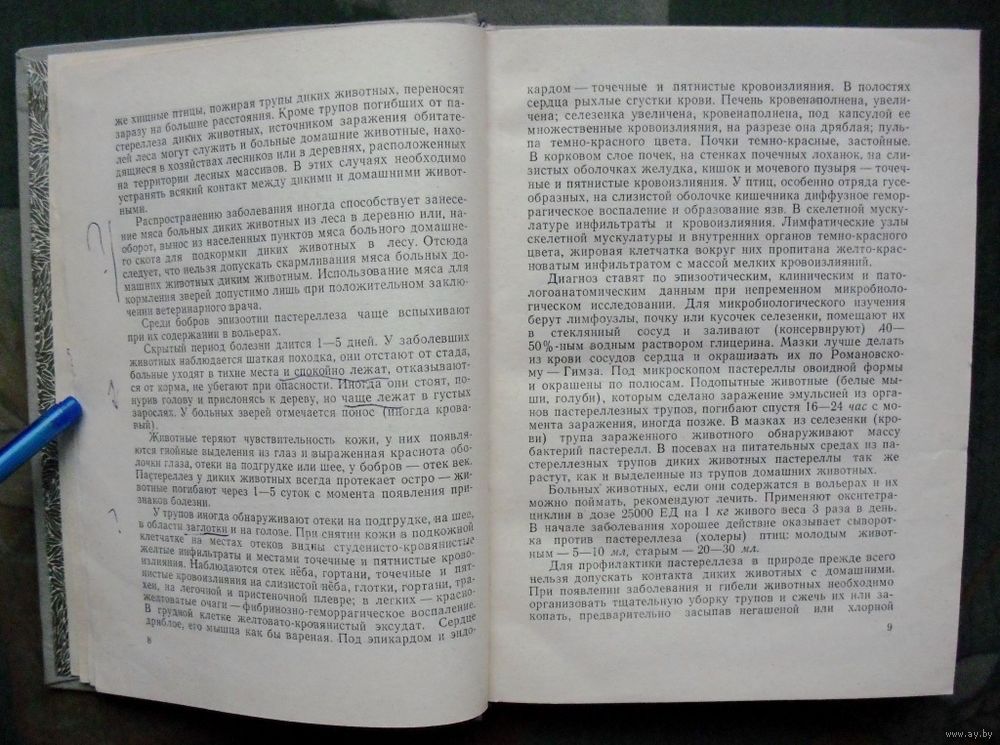 же хищные птицы, пожирая трупы диких животных, переносят
заразу на большие расстояния. Кроме трупов погибших от па-
стереллеза диких животных, источником заражения обитате-
лей леса могут служить и больные домашние животные, нахо-
дящиеся в хозяйствах лесников или в деревнях, расположенных
на территории лесных массивов. В этих случаях необходимо
устранять всякий контакт между дикими и домашними живот-
ными.
Распространению заболевания иногда способствует занесе-
ние мяса больных диких животных из леса в деревню или, на-
оборот, вынос из населенных пунктов мяса больного домашне-
го скота для подкормки диких животных в лесу. Отсюда
следует, что нельзя допускать скармливания мяса больных до-
машних животных диким животным. Использование мяса для
кормления зверей допустимо лишь при положительном заклю-
чении ветеринарного врача.
Среди бобров эпизоотии пастереллеза чаще вспыхивают
при их содержании в вольерах.
Скрытый период болезни длится 1—5 дней. У заболевших
животных наблюдается шаткая походка, они отстают от стада,
больные уходят в тихие места и спокойно лежат, отказывают-
ся от корма, не убегают при опасности. Иногда они стоят, по-
нурив голову и прислонясь к дереву, но чаще лежат в густых
зарослях. У больных зверей отмечается понос (иногда крова-
вый).
Животные теряют чувствительность кожи, у них появля-
ются гнойные выделения из глаз и выраженная краснота обо-
лочки глаза, отеки на подгрудке или шее, у бобров — отек век.
Пастереллез у диких животных всегда протекает остро — жи-
вотные погибают через 1—5 суток с момента появления при-
знаков болезни.
У трупов иногда обнаруживают отеки на подгрудке, на шее,
в области заглотки и на голове. При снятии кожи в подкожной
клетчатке на местах отеков видны студенисто-кровянистые
желтые инфильтраты и местами точечные и пятнистые крово-
излияния. Наблюдаются отек нёба, гортани, точечные и пят-
нистые кровоизлияния на слизистой нёба, глотки, гортани, тра-
хеи, на легочной и пристеночной плевре; в легких — красно-
желтоватые очаги — фибринозно-геморрагическое воспаление.
В грудной клетке желтовато-кровянистый эксудат. Сердце
дряблое, его мышца как бы вареная. Под эпикардом и эндо-
8
кардом — точечные и пятнистые кровоизлияния. В полостях
сердца рыхлые сгустки крови. Печень кровенаполнена, увели-
чена; селезенка увеличена, кровенаполнена, под капсулой ее
множественные кровоизлияния, на разрезе она дряблая; пуль-
па темно-красного цвета. Почки темно-красные, застойные.
В корковом слое почек, на стенках почечных лоханок, на сли-
зистых оболочках желудка, кишок и мочевого пузыря — точеч-
ные и пятнистые кровоизлияния. У птиц, особенно отряда гусе-
образных, на слизистой оболочке кишечника диффузное гемор-
рагическое воспаление и образование язв. В скелетной муску-
латуре инфильтраты и кровоизлияния. Лимфатические узлы
скелетной мускулатуры и внутренних органов темно-красного
цвета, жировая клетчатка вокруг них пропитана желто-крас-
новатым инфильтратом с массой мелких кровоизлияний.
Диагноз ставят по эпизоотическим, клиническим и пато-
логоанатомическим данным при непременном микробиоло-
гическом исследовании. Для микробиологического изучения
берут лимфоузлы, почку или кусочек селезенки, помещают их
в стеклянный сосуд и заливают (консервируют) 40—
50%-ным водным раствором глицерина. Мазки лучше делать
из крови сосудов сердца и окрашивать их по Романовско-
му — Гимза. Под микроскопом пастереллы овоидной формы
и окрашены по полюсам. Подопытные животные (белые мы-
ши, голуби), которым сделано заражение эмульсией из орга-
нов пастереллезных трупов, погибают спустя 16—24 час с мо-
мента заражения, иногда позже. В мазках из селезенки (кро-
ви) трупа зараженного животного обнаруживают массу
бактерий пастерелл. В посевах на питательных средах из па-
стереллезных трупов диких животных пастереллы так же
растут, как и выделенные из трупов домашних животных.
Больных животных, если они содержатся в вольерах и их
можно поймать, рекомендуют лечить. Применяют окситетра-
циклин в дозе 25000 ЕД на 1 кг живого веса 3 раза в день.
В начале заболевания хорошее действие оказывает сыворот-
ка против пастереллеза (холеры) птиц: молодым живот-
ным — 5—10 мл, старым — 20—30 мл.
Для профилактики пастереллеза в природе прежде всего
нельзя допускать контакта диких животных с домашними.
При появлении заболевания и гибели животных необходимо
организовать тщательную уборку трупов и сжечь их или за-
копать, предварительно засыпав негашеной или хлорной
9
www.ay.by